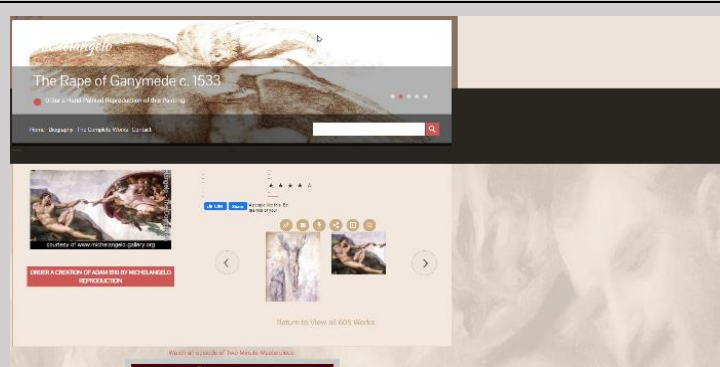 Michelangelo
The Rape of Ganymede c. 1533
Order a Hand Painted Reproduction of this Painting
Home Biography The Complete Works Contact
courtesy of www.michelangelo-gallery.org
Share
ORDER A CREATION OF ADAM 1510 BY MICHELANGELO
REPRODUCTION
Return to View all 605 Works
Watch an episode of Two Minute Masterpiece